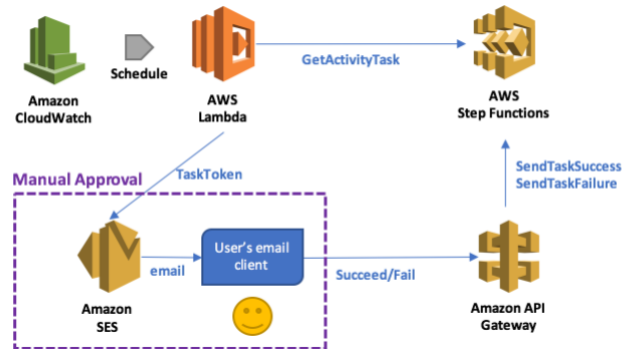 Amazon
CloudWatch
Schedule
AWS
Lambda
GetActivityTask
AWS
Step Functions
Manual Approval
TaskToken
SendTaskSuccess
SendTaskFailure
Amazon
SES
email
User's email
client
Succeed/Fail
Amazon API
Gateway